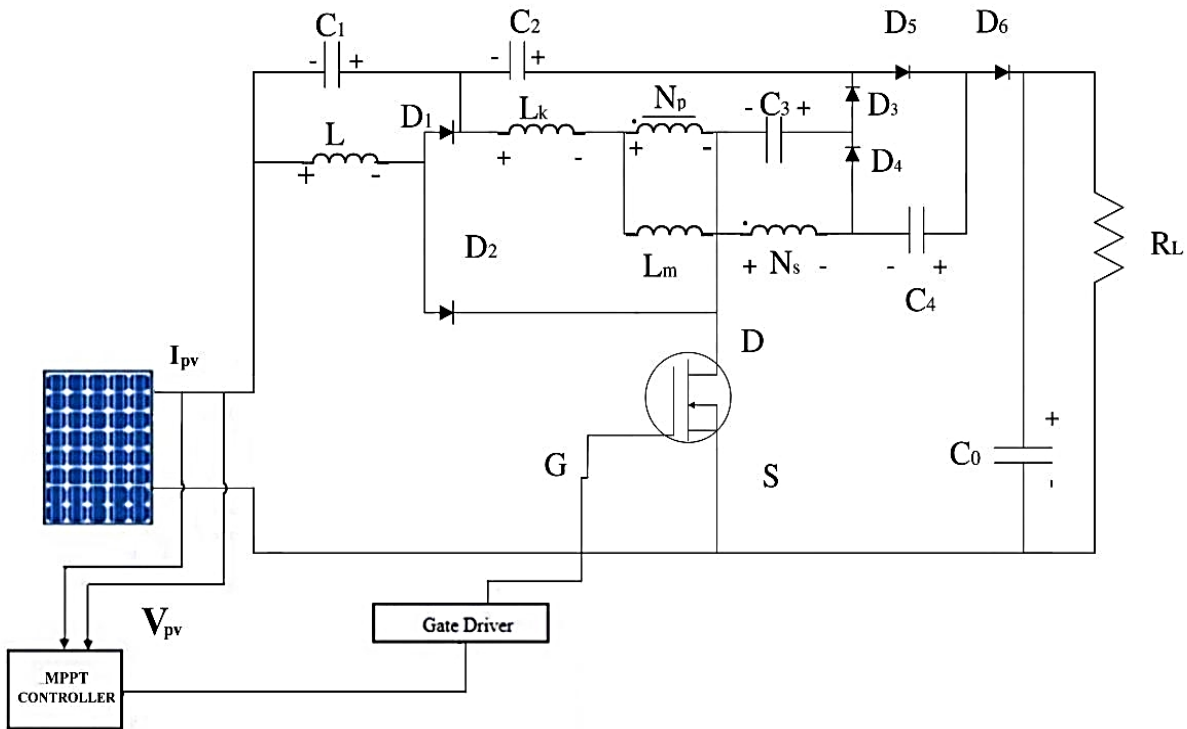 C1
C2
D5
D6
- +
- +
D1
Lk
Np
- C3 +
D3
L
+ -
+ -
+ -
D4
D2
Lm
+ Ns -
- +
C4
RL
D
Ipv
G
S
C0
+
-
Vpv
Gate Driver
MPPT
CONTROLLER